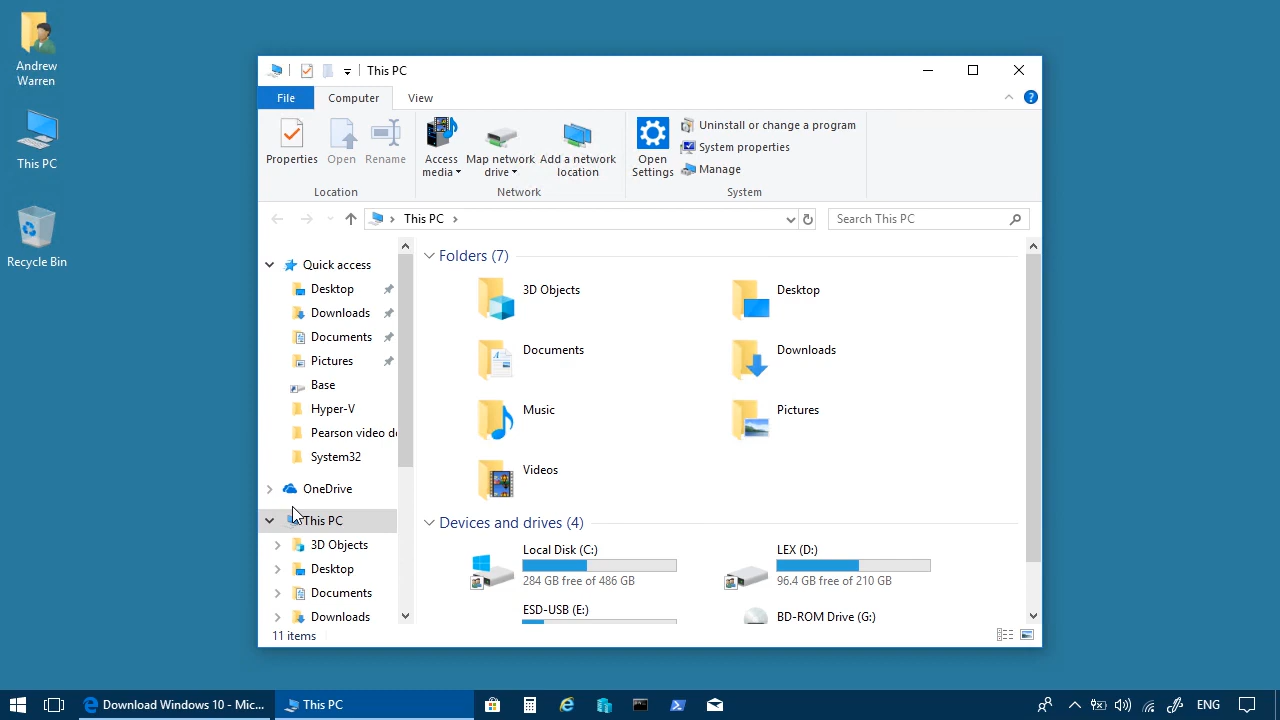 Andrew
Warren
This PC
Recycle Bin
This PC
File
Computer
View
?
Properties
Open
Rename
Access
media
Map network
drive
Add a network
location
Open
Settings
Uninstall or change a program
System properties
Manage
Location
Network
System
This PC
Search This PC
Quick access
Desktop
Downloads
Documents
Pictures
Base
Hyper-V
Pearson video de
System32
OneDrive
This PC
3D Objects
Desktop
Documents
Downloads
Folders (7)
3D Objects
Desktop
Documents
Downloads
Music
Pictures
Videos
Devices and drives (4)
Local Disk (C:)
284 GB free of 486 GB
LEX (D:)
96.4 GB free of 210 GB
ESD-USB (E:)
BD-ROM Drive (G:)
11 items
Download Windows 10 - Mic...
This PC
ENG